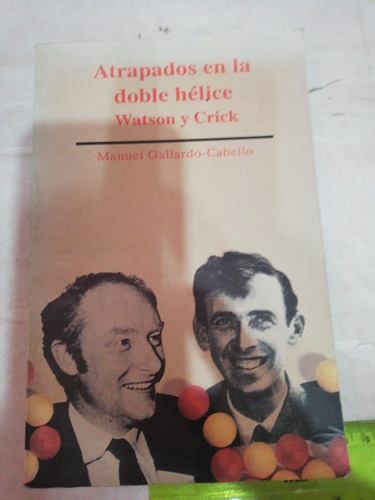 Atrapados en la
doble hélice
Watson y Crick
Manuel Gallardo-Cabello